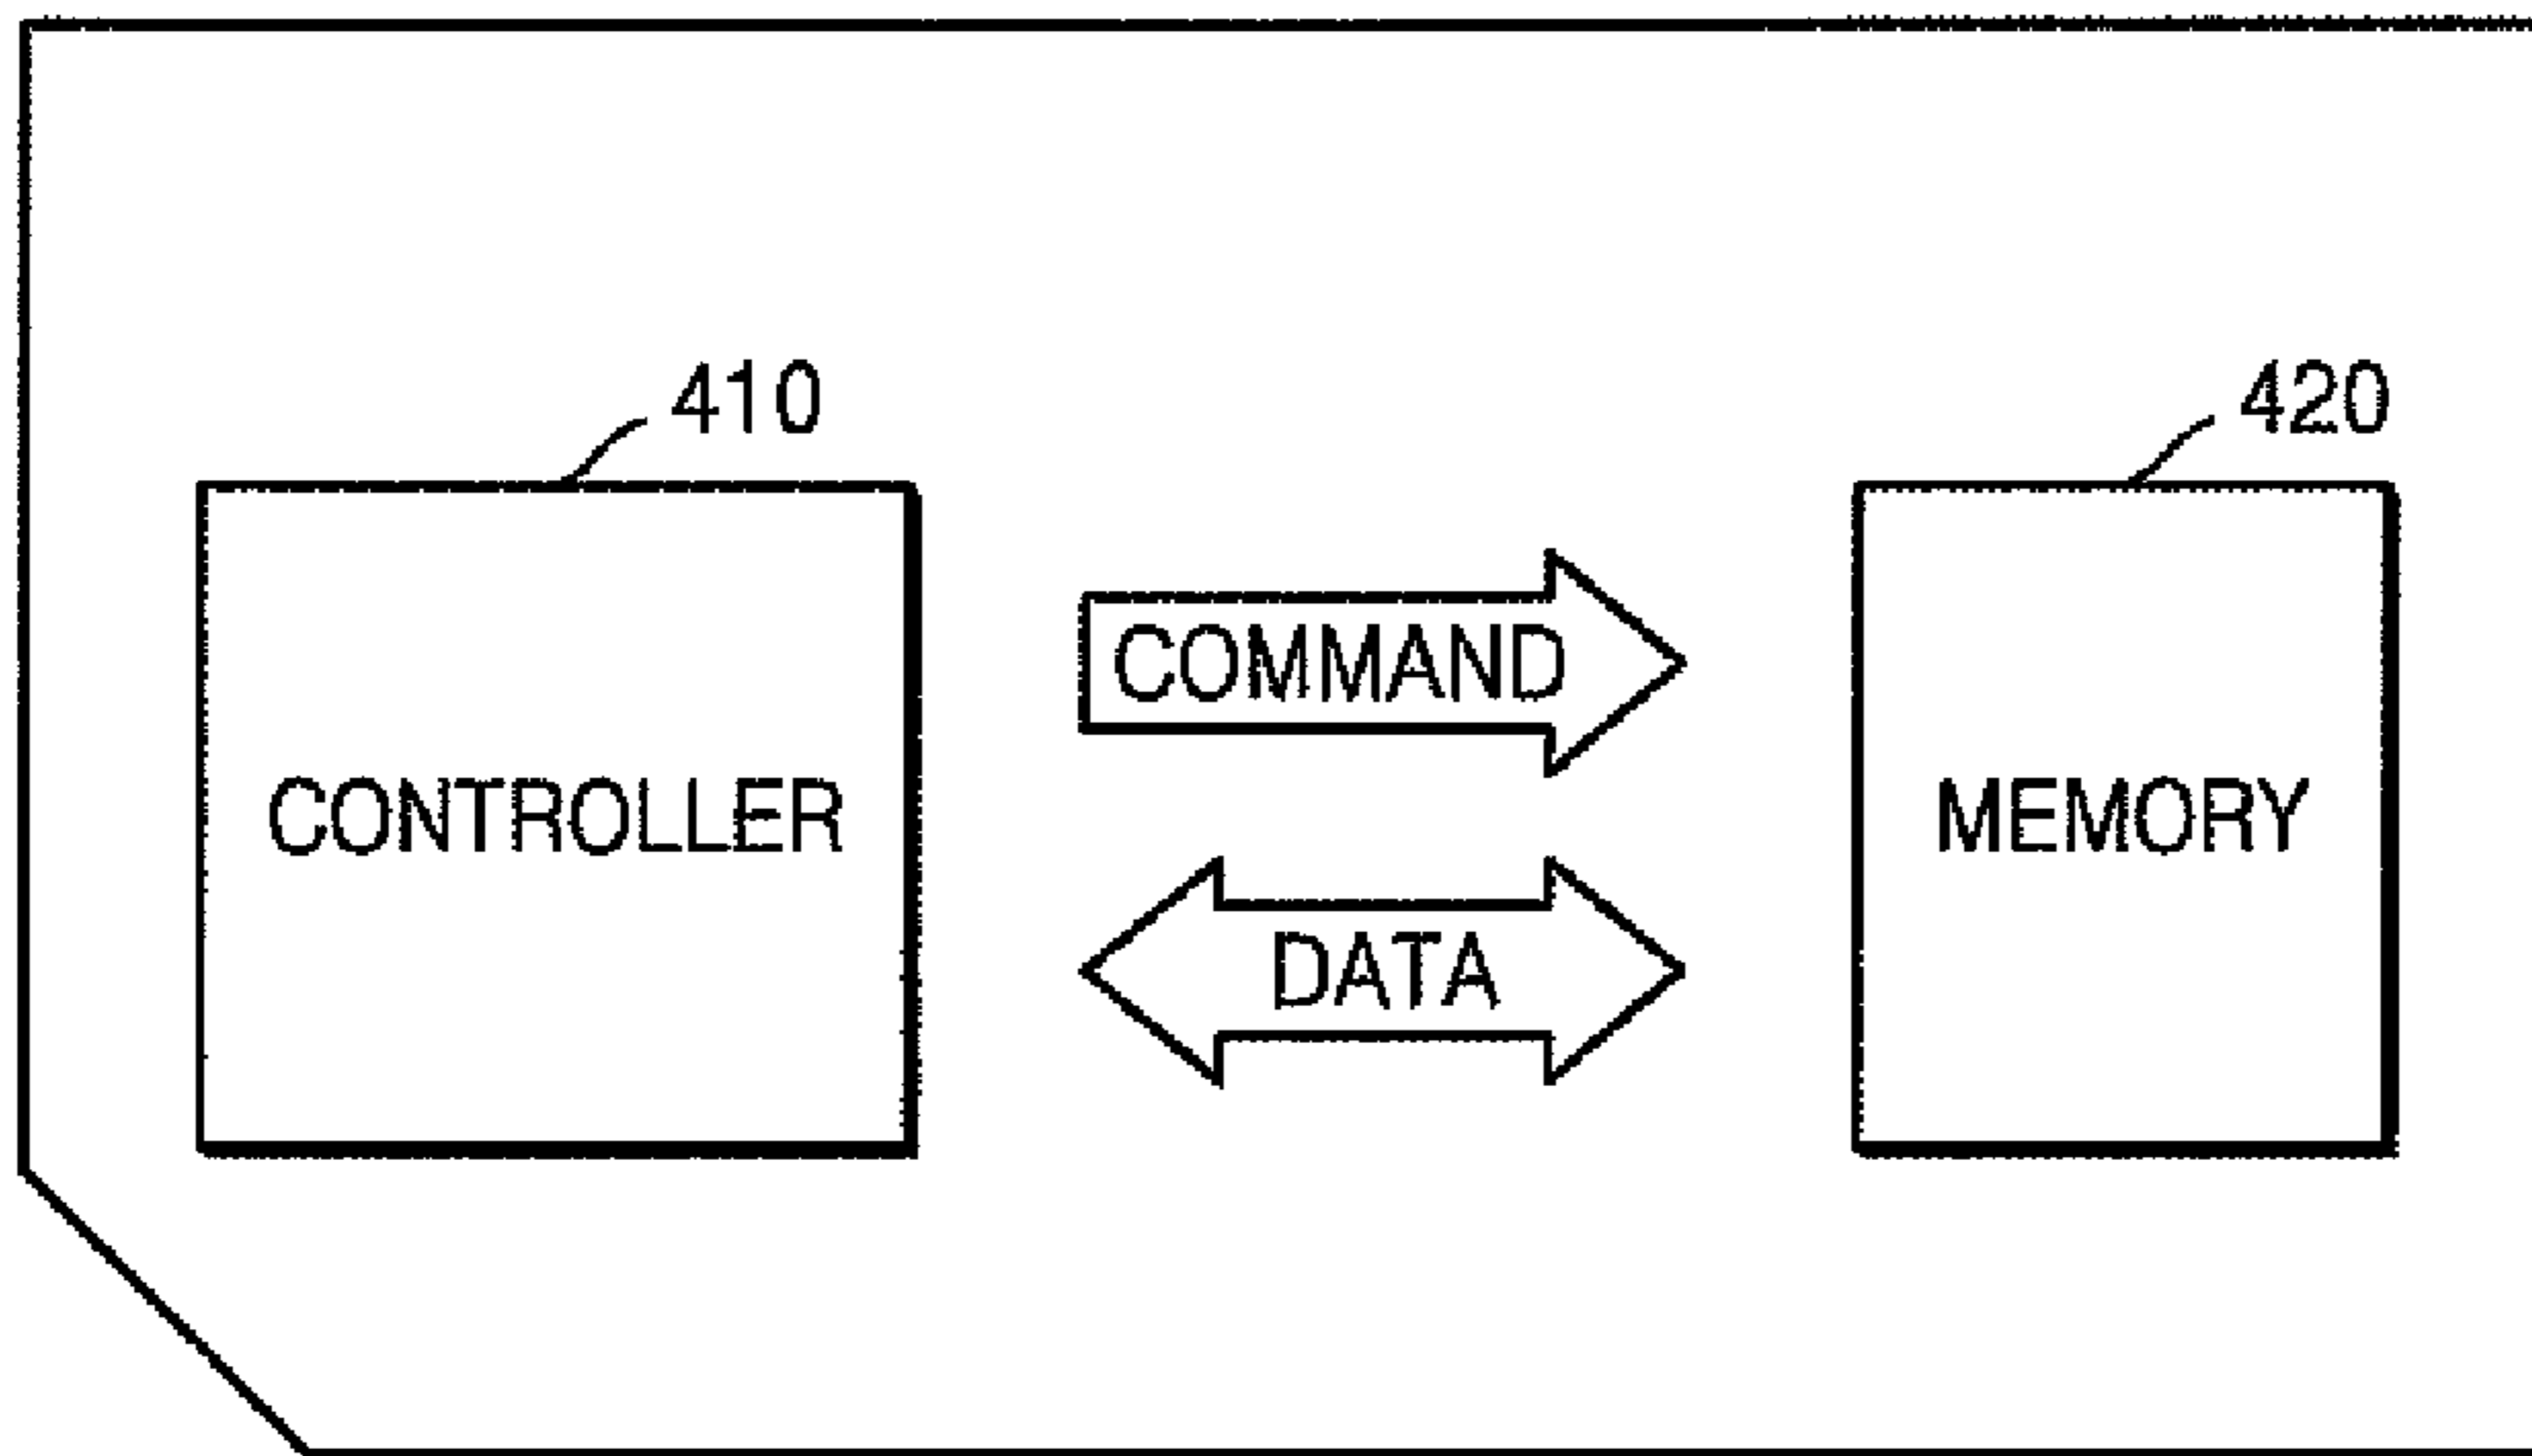 410
420
COMMAND
CONTROLLER
MEMORY
DATA